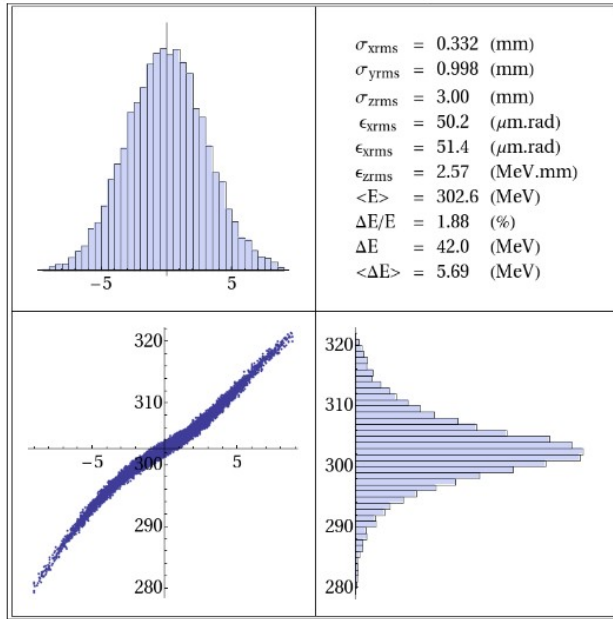 −5 5
σxrms = 0.332 (mm)
σyrms = 0.998 (mm)
σzrms = 3.00 (mm)
ϵxrms = 50.2 (μm.rad)
ϵxrms = 51.4 (μm.rad)
ϵzrms = 2.57 (MeV.mm)
<E> = 302.6 (MeV)
ΔE/E = 1.88 (%)
ΔE = 42.0 (MeV)
<ΔE> = 5.69 (MeV)
320
310
−5 5
300
290
280
320
310
300
290
280